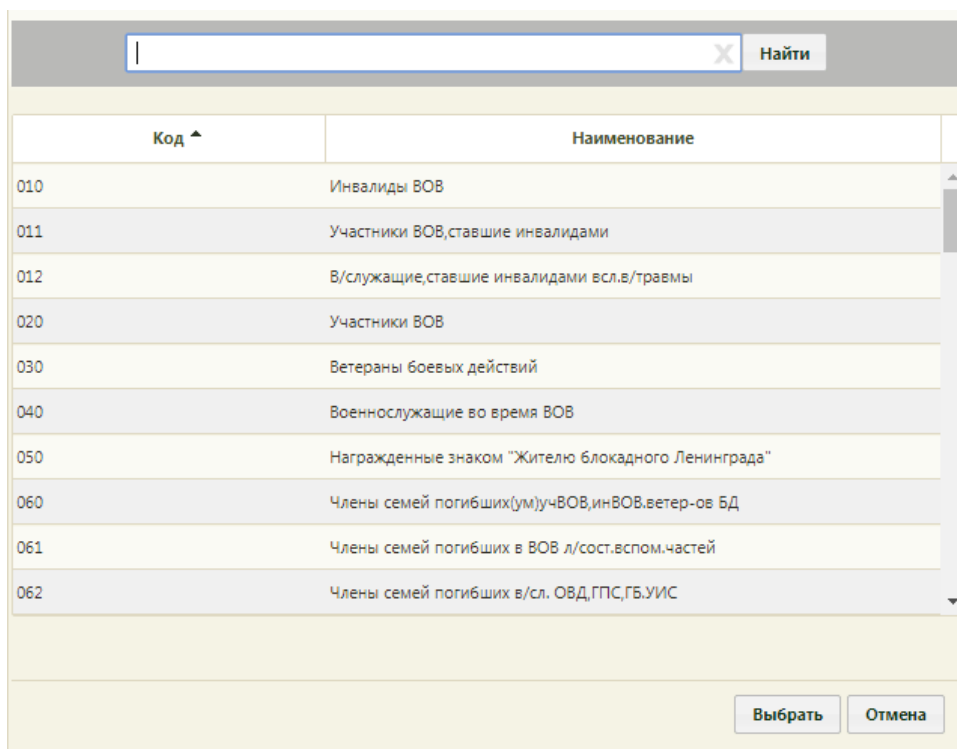 Найти
Код Наименование
010 Инвалиды ВОВ
011 Участники ВОВ,ставшие инвалидами
012 В/служащие,ставшие инвалидами всл.в/травмы
020 Участники ВОВ
030 Ветераны боевых действий
040 Военнослужащие во время ВОВ
050 Награжденные знаком "Жителю блокадного Ленинграда"
060 Члены семей погибших(ум)учВОВ,инВОВ.ветер-ов БД
061 Члены семей погибших в ВОВ л/сост.вспом.частей
062 Члены семей погибших в/сл. ОВД,ГПС,ГБ.УИС
Выбрать Отмена